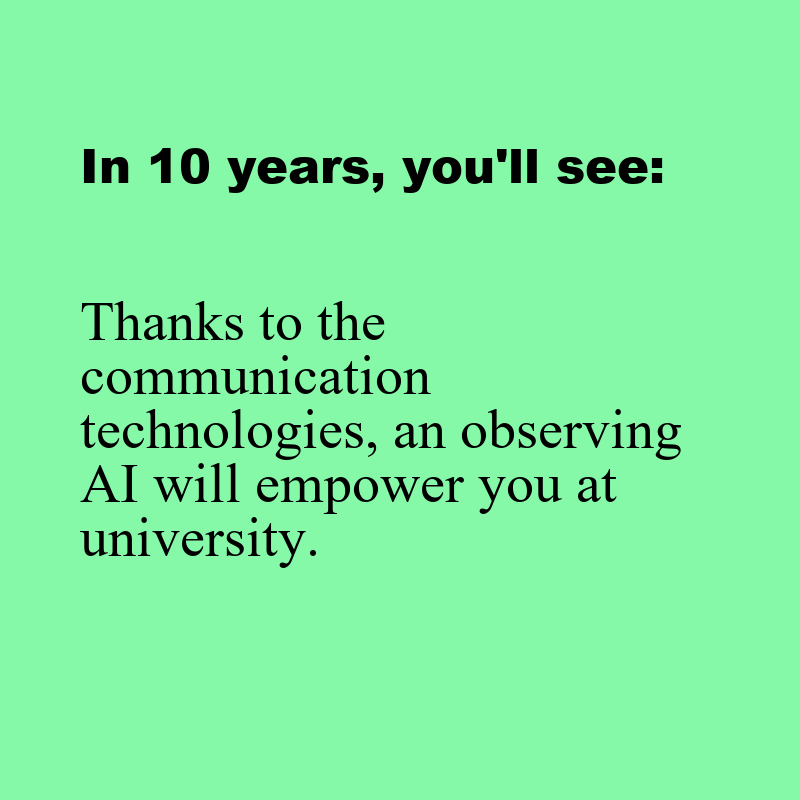 In 10 years, you'll see:
Thanks to the
communication
technologies, an observing
AI will empower you at
university.